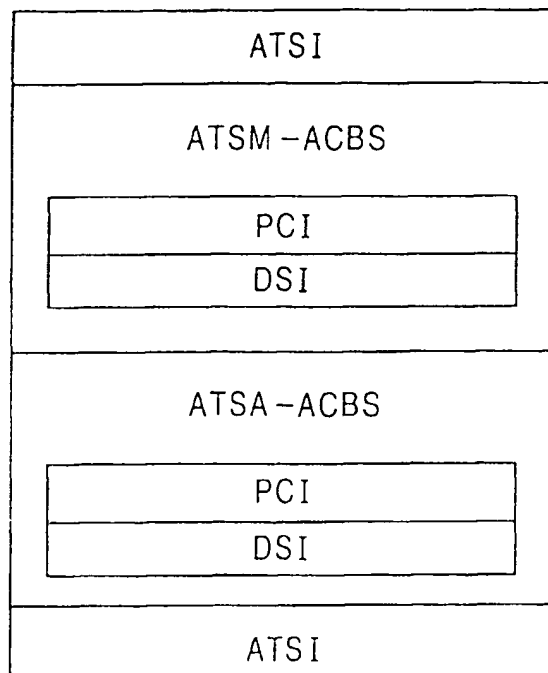 ATSI
ATSM-ACBS
PCI
DSI
ATSA-ACBS
PCI
DSI
ATSI